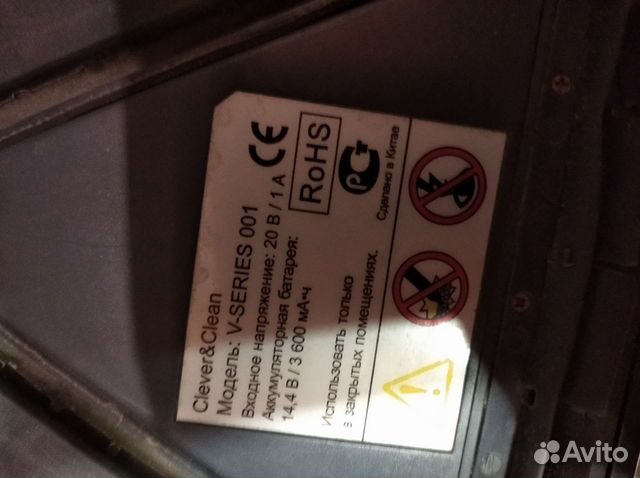 Clever&Clean
Модель: V-SERIES 001
Входное напряжение: 20 В / 1 А
Аккумуляторная батарея:
14,4 В / 3 600 мА•ч
Использовать только
в закрытых помещениях.
CE
RoHS
РСТ
Сделано в Китае
Avito